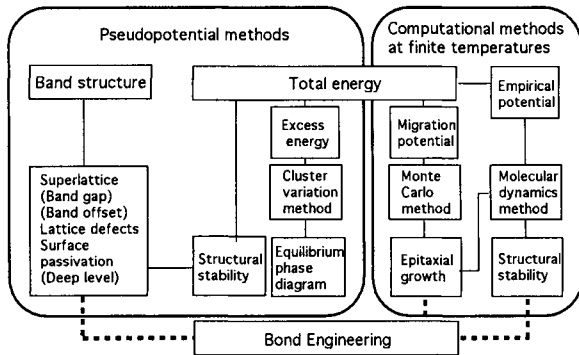 Pseudopotential methods
Computational methods
at finite temperatures
Band structure
Total energy
Empirical
potential
Excess
energy
Migration
potential
Superlattice
(Band gap)
(Band offset)
Lattice defects
Surface
passivation
(Deep level)
Cluster
variation
method
Monte
Carlo
method
Molecular
dynamics
method
Structural
stability
Equilibrium
phase
diagram
Epitaxial
growth
Structural
stability
Bond Engineering